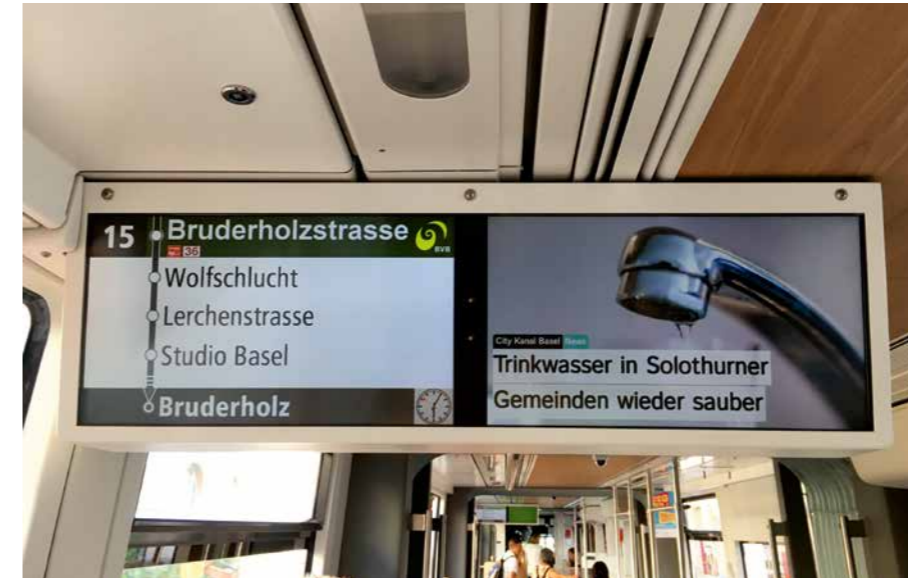 15
Bruderholzstrasse
BVB
36
Wolfschlucht
Lerchenstrasse
Studio Basel
Bruderholz
City Kanal Basel News
Trinkwasser in Solothurner
Gemeinden wieder sauber